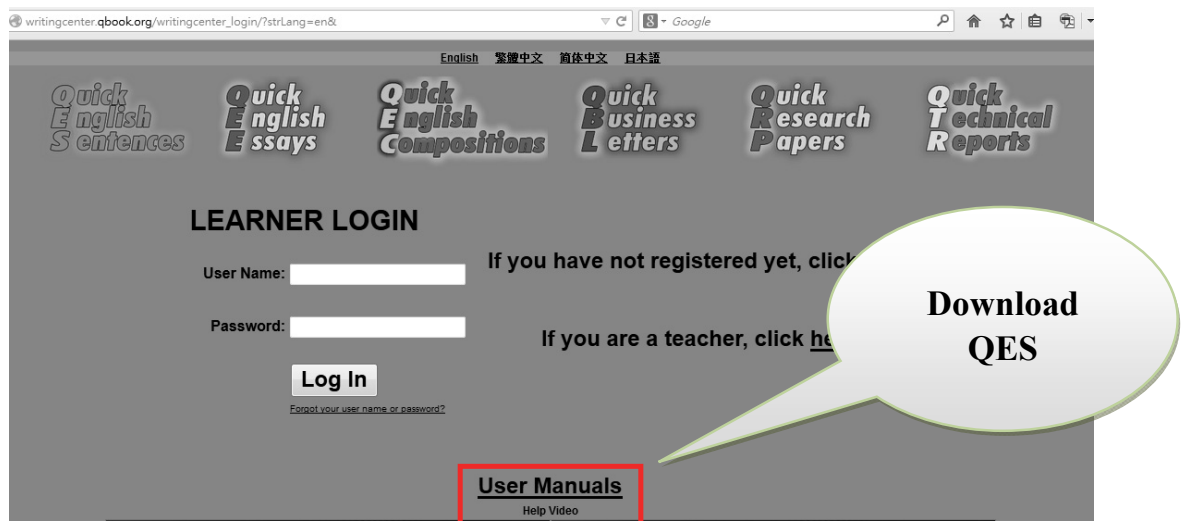 writingcenter.qbook.org/writingcenter_login/?strLang=en&
Google
English 繁體中文 简体中文 日本語
Quick English Sentences
Quick English Essays
Quick English Compositions
Quick Business Letters
Quick Research Papers
Quick Technical Reports
LEARNER LOGIN
User Name:
If you have not registered yet, click
Password:
If you are a teacher, click he
Log In
Forgot your user name or password?
Download
QES
User Manuals
Help Video